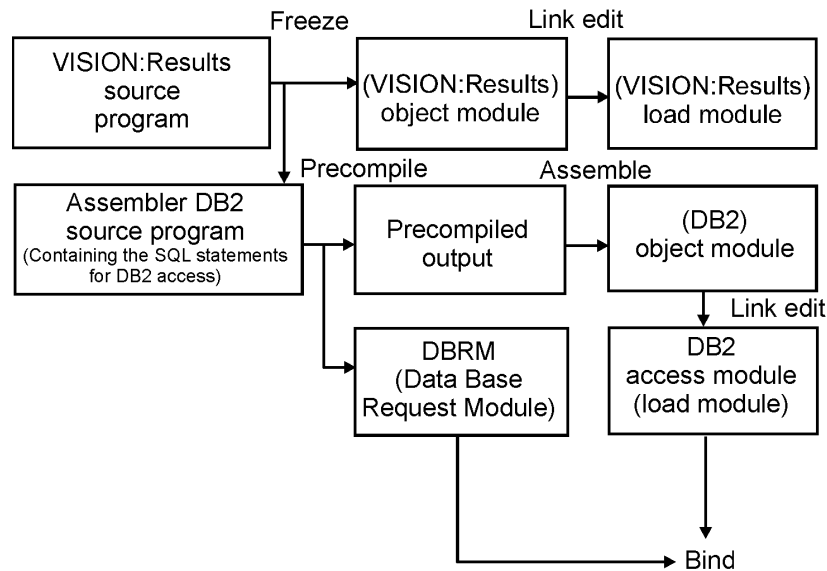 Freeze
Link edit
VISION:Results
source
program
(VISION:Results)
object module
(VISION:Results)
load module
Precompile
Assemble
Assembler DB2
source program
(Containing the SQL statements
for DB2 access)
Precompiled
output
(DB2)
object module
Link edit
DBRM
(Data Base
Request Module)
DB2
access module
(load module)
Bind